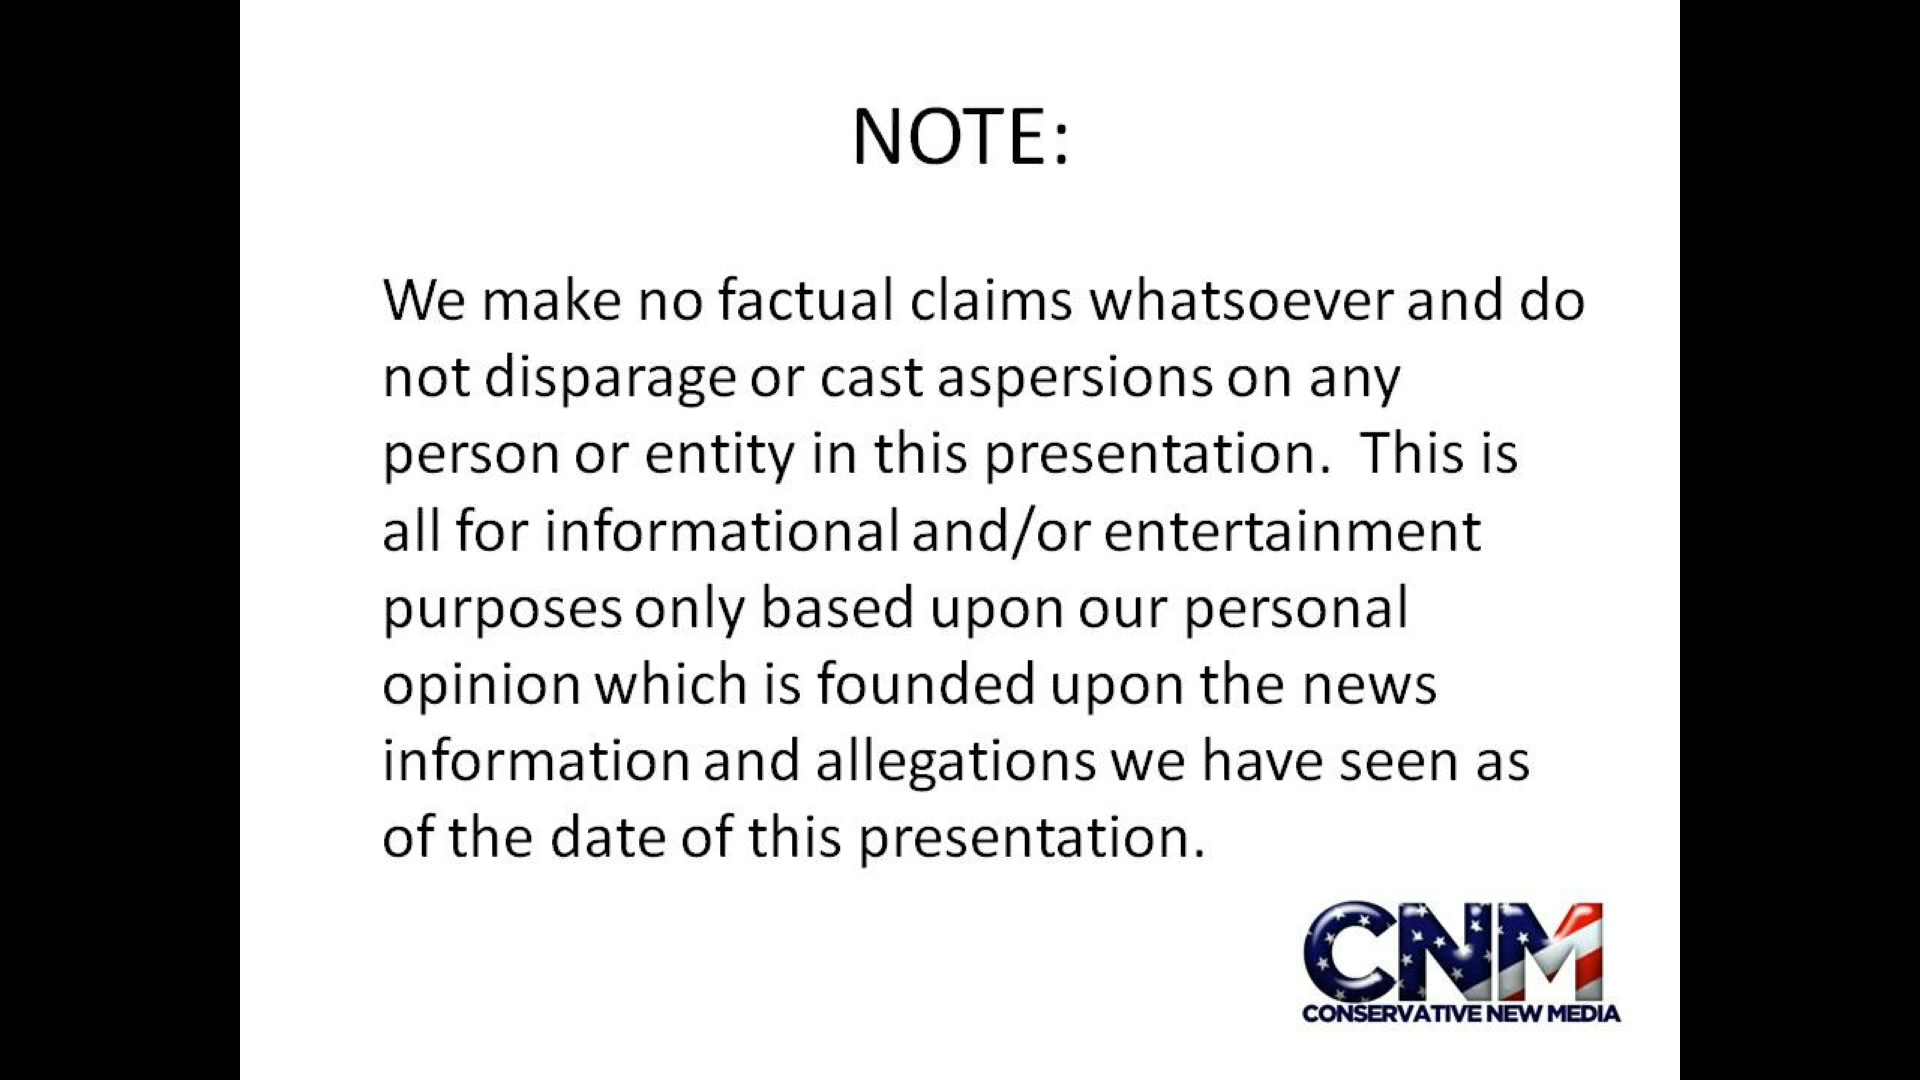 NOTE:
We make no factual claims whatsoever and do
not disparage or cast aspersions on any
person or entity in this presentation.  This is
all for informational and/or entertainment
purposes only based upon our personal
opinion which is founded upon the news
information and allegations we have seen as
of the date of this presentation.
CNM
CONSERVATIVE NEW MEDIA